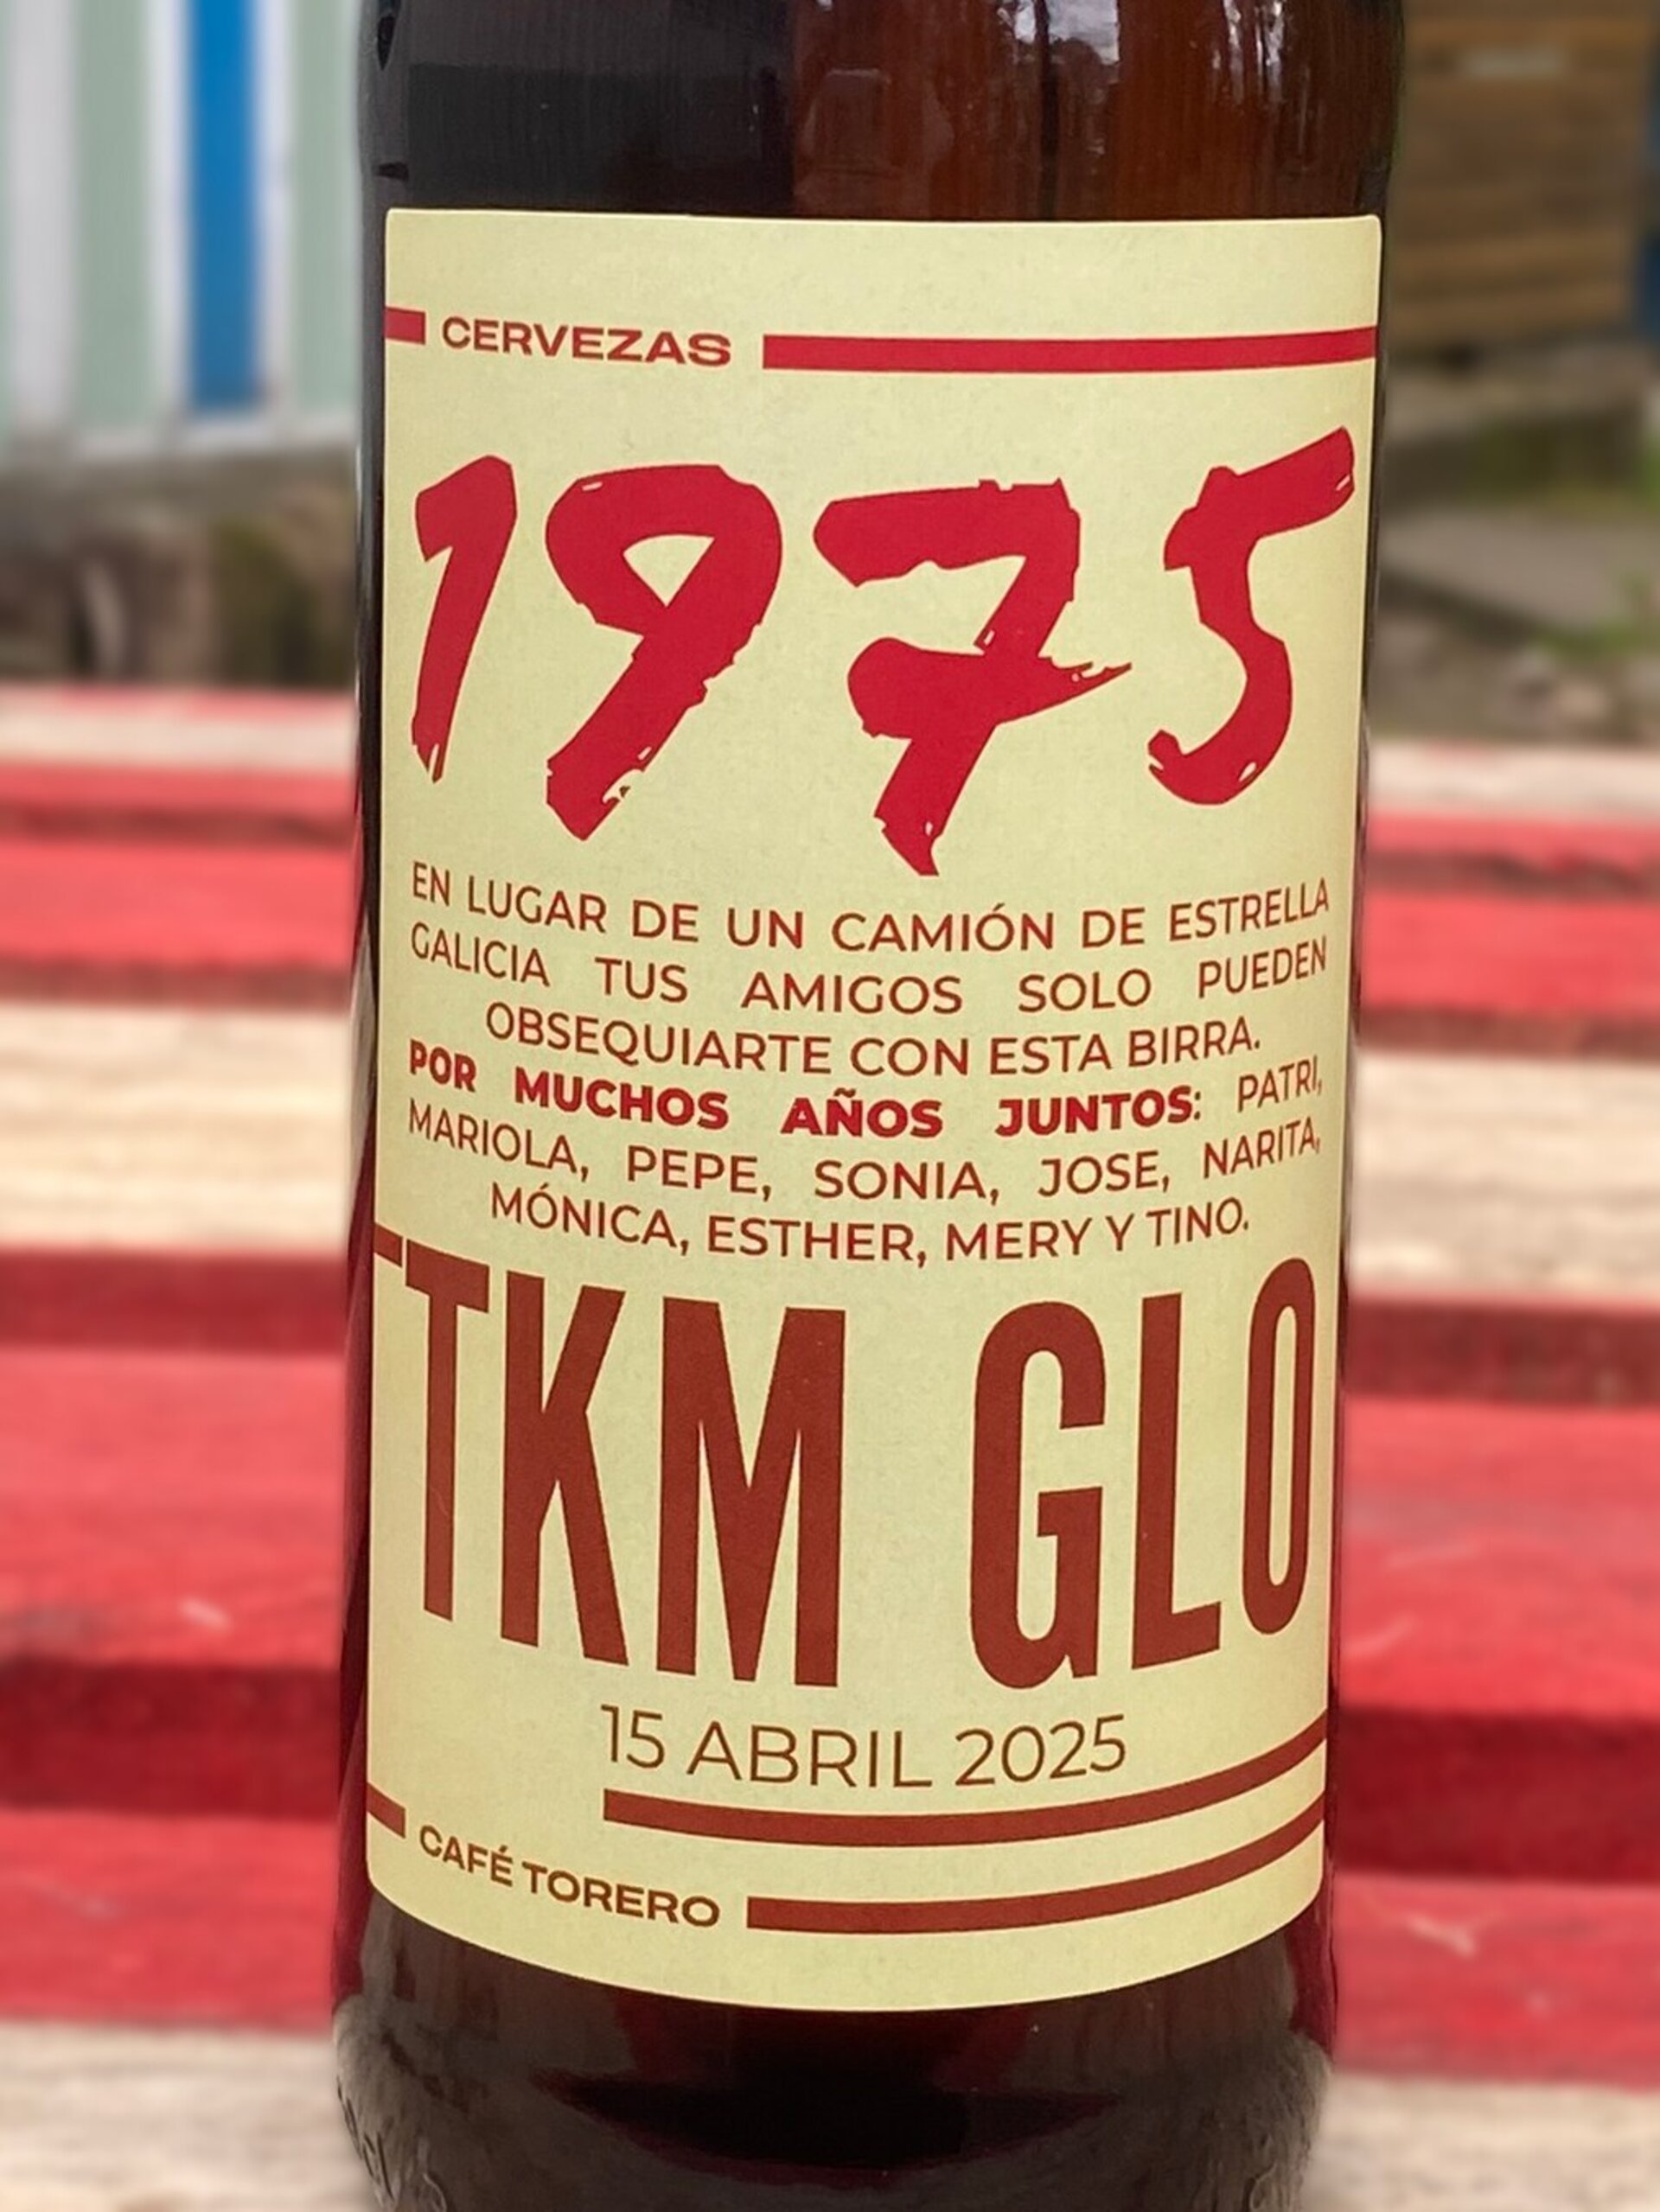 CERVEZAS
1975
EN LUGAR DE UN CAMIÓN DE ESTRELLA
GALICIA TUS AMIGOS SOLO PUEDEN
OBSEQUIARTE CON ESTA BIRRA.
POR MUCHOS AÑOS JUNTOS: PATRI,
MARIOLA, PEPE, SONIA, JOSE, NARITA,
MÓNICA, ESTHER, MERY Y TINO.
TKM GLO
15 ABRIL 2025
CAFÉ TORERO